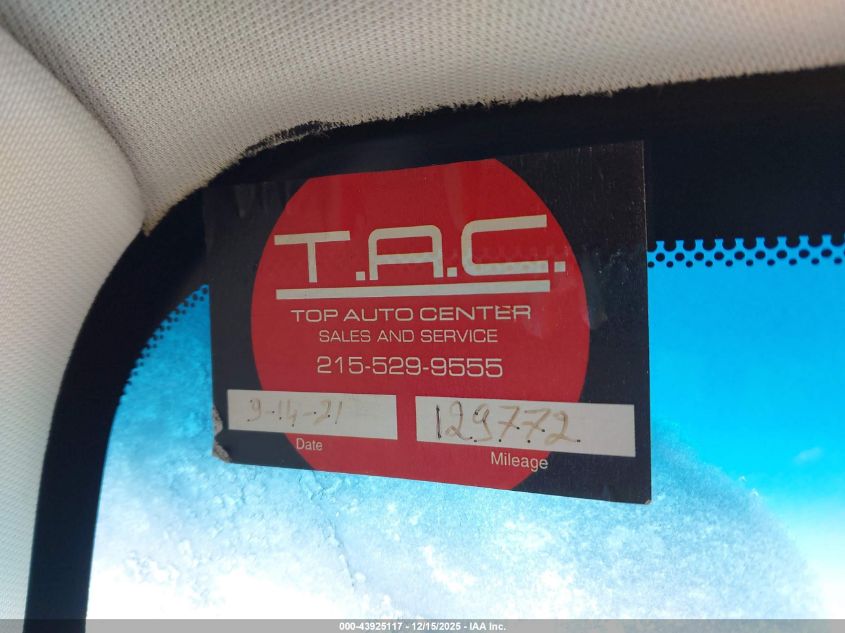 T.A.C.
TOP AUTO CENTER
SALES AND SERVICE
215-529-9555
9-14-21 129772
Date Mileage
000-43925117 - 12/15/2025 - IAA Inc.